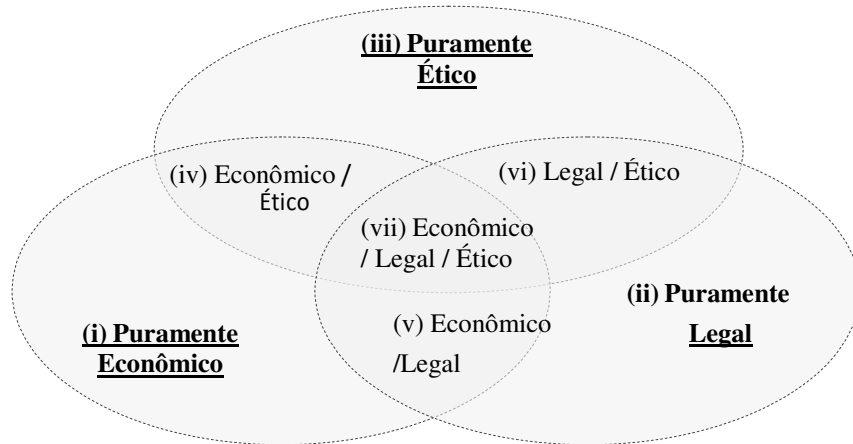 (iii) Puramente
Ético
(iv) Econômico /
Ético
(vi) Legal / Ético
(vii) Econômico
/ Legal / Ético
(ii) Puramente
Legal
(i) Puramente
Econômico
(v) Econômico
/Legal